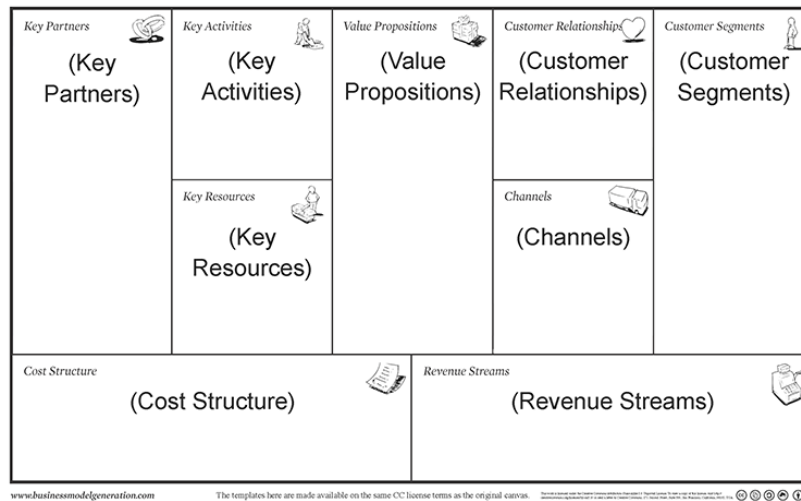 Key Partners
(Key
Partners)
Key Activities
(Key
Activities)
Key Resources
(Key
Resources)
Value Propositions
(Value
Propositions)
Customer Relationships
(Customer
Relationships)
Channels
(Channels)
Customer Segments
(Customer
Segments)
Cost Structure
(Cost Structure)
Revenue Streams
(Revenue Streams)
www.businessmodelgeneration.com
The templates here are made available on the same CC license terms as the original canvas.